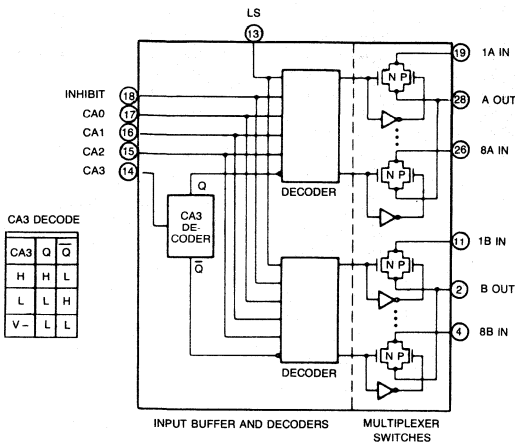 LS
13
19 1A IN
N P
INHIBIT 18
28 A OUT
CA0 17
CA1 16
CA2 15
26 8A IN
CA3 14
N P
Q
DECODER
CA3
DE-
CODER
CA3 DECODE
CA3 Q Q̅
H H L
L L H
V– L L
11 1B IN
N P
Q̅
2 B OUT
4 8B IN
N P
DECODER
INPUT BUFFER AND DECODERS
MULTIPLEXER
SWITCHES